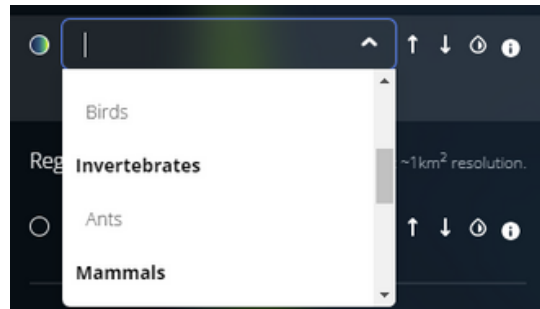 Birds
Reg
Invertebrates
~1km² resolution.
Ants
Mammals